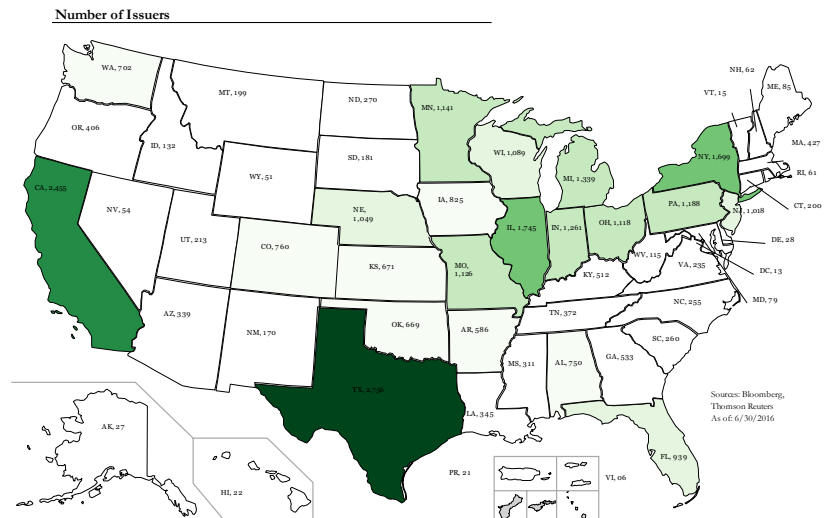 Number of Issuers
WA, 702
MT, 199
ND, 270
MN, 1,141
NH, 62
VT, 15
ME, 85
OR, 406
ID, 132
SD, 181
WI, 1,089
MI, 1,339
NY, 1,699
MA, 427
RI, 61
CT, 200
WY, 51
CA, 2,455
NV, 54
UT, 213
CO, 760
NE,
1,049
IA, 825
IL, 1,745
IN, 1,261
OH, 1,118
PA, 1,188
NJ, 1,018
DE, 28
DC, 13
MD, 79
WV, 115
VA, 235
KS, 671
MO,
1,126
KY, 512
AZ, 339
NM, 170
OK, 669
AR, 586
TN, 372
NC, 255
SC, 260
MS, 311
AL, 750
GA, 533
LA, 345
FL, 939
AK, 27
HI, 22
PR, 21
VI, 06
Sources: Bloomberg,
Thomson Reuters
As of: 6/30/2016